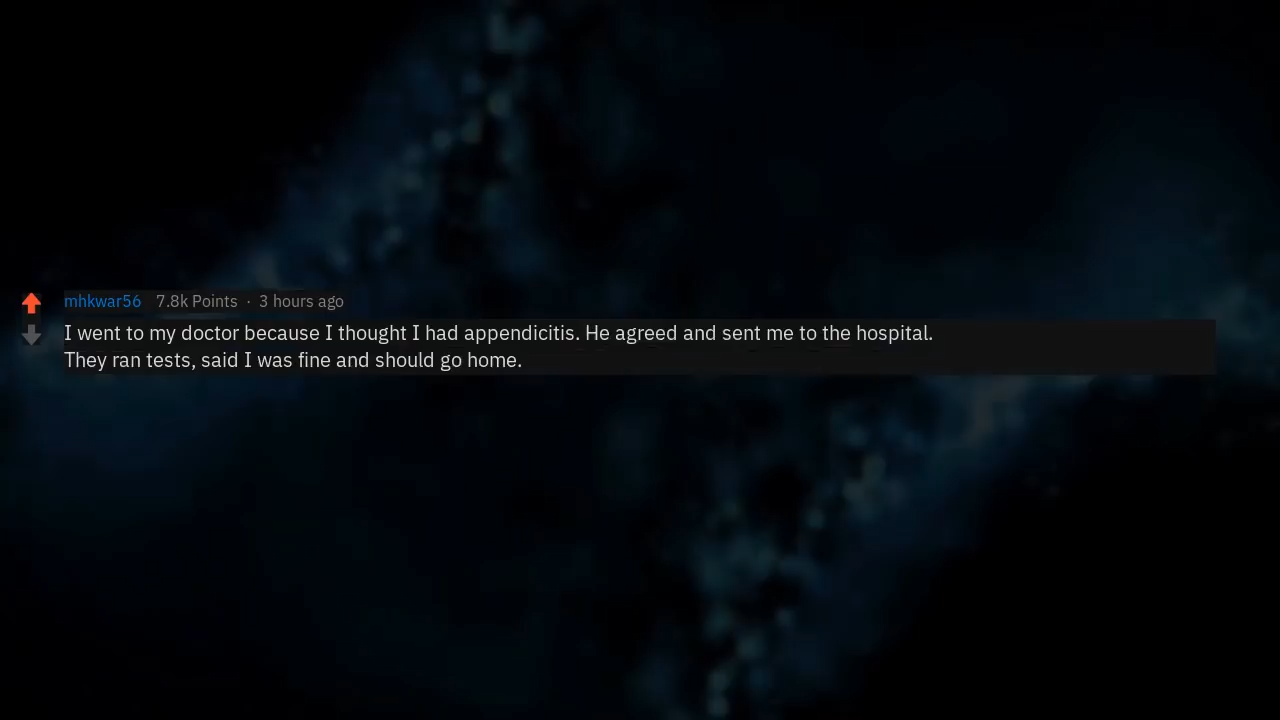 mhkwar56 7.8k Points · 3 hours ago
I went to my doctor because I thought I had appendicitis. He agreed and sent me to the hospital.
They ran tests, said I was fine and should go home.